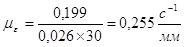 μ_ε = 0,199 / (0,026 × 30) = 0,255 с⁻¹ / мм